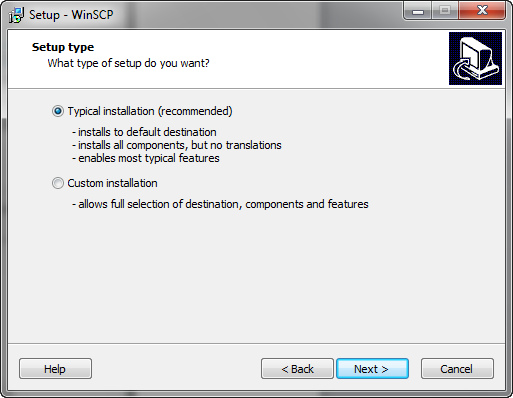 Setup - WinSCP
Setup type
What type of setup do you want?
Typical installation (recommended)
- installs to default destination
- installs all components, but no translations
- enables most typical features
Custom installation
- allows full selection of destination, components and features
Help
< Back
Next >
Cancel